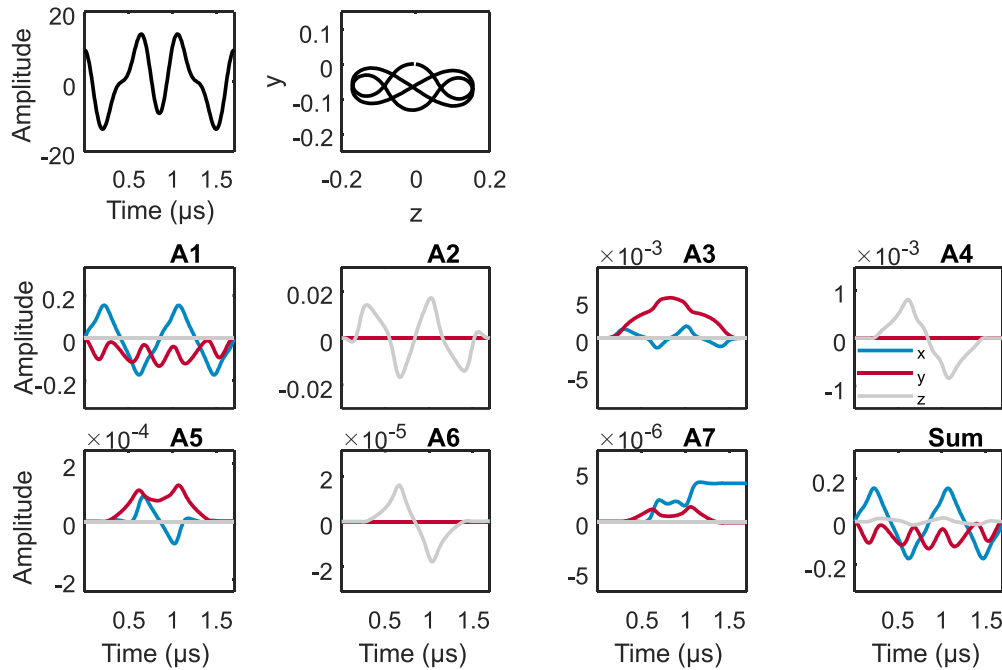 20
0
-20
Amplitude
0.5 1 1.5
Time (μs)
0.1
0
-0.1
-0.2
y
-0.2 0 0.2
z
A1
0.2
0
-0.2
Amplitude
A2
0.02
0
-0.02
×10⁻³ A3
5
0
-5
×10⁻³ A4
1
0
-1
x
y
z
×10⁻⁴ A5
2
0
-2
Amplitude
0.5 1 1.5
Time (μs)
×10⁻⁵ A6
2
0
-2
0.5 1 1.5
Time (μs)
×10⁻⁶ A7
5
0
-5
0.5 1 1.5
Time (μs)
Sum
0.2
0
-0.2
0.5 1 1.5
Time (μs)